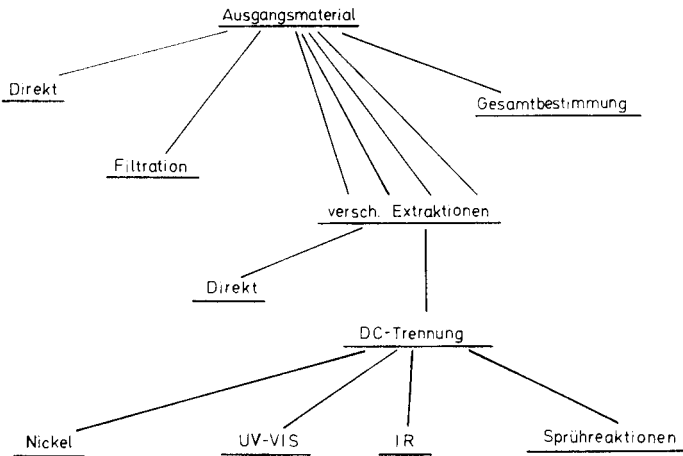 Ausgangsmaterial
Direkt
Gesamtbestimmung
Filtration
versch. Extraktionen
Direkt
DC-Trennung
Nickel
UV-VIS
IR
Sprühreaktionen